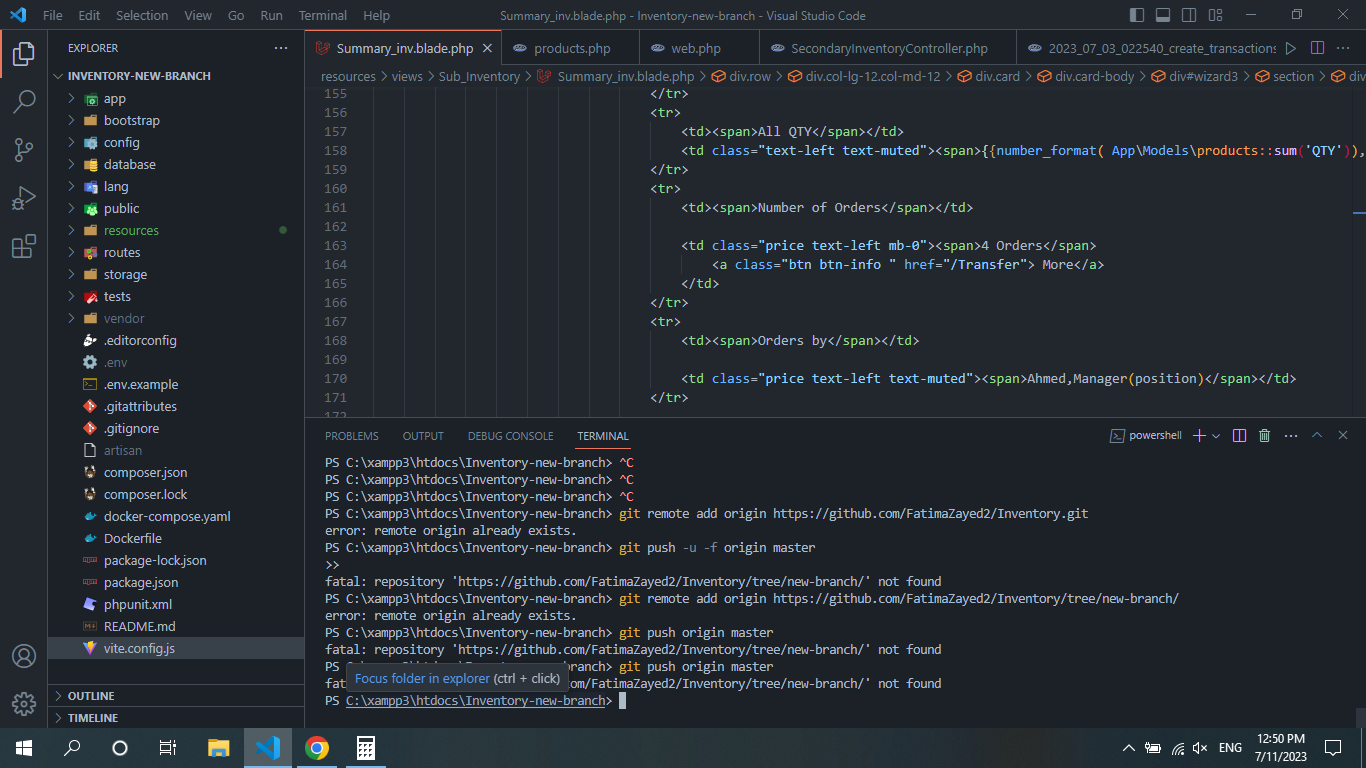 File Edit Selection View Go Run Terminal Help Summary_inv.blade.php - Inventory-new-branch - Visual Studio Code
EXPLORER
Summary_inv.blade.php products.php web.php SecondaryInventoryController.php 2023_07_03_022540_create_transactions
INVENTORY-NEW-BRANCH
resources > views > Sub_Inventory > Summary_inv.blade.php > div.row > div.col-lg-12.col-md-12 > div.card > div.card-body > div#wizard3 > section > div
app
bootstrap
config
database
lang
public
resources
routes
storage
tests
vendor
.editorconfig
.env
.env.example
.gitattributes
.gitignore
artisan
composer.json
composer.lock
docker-compose.yaml
Dockerfile
package-lock.json
package.json
phpunit.xml
README.md
vite.config.js
OUTLINE
TIMELINE
155 </tr>
156 <tr>
157 <td><span>All QTY</span></td>
158 <td class="text-left text-muted"><span>{{number_format( App\Models\products::sum('QTY')),
159 </tr>
160 <tr>
161 <td><span>Number of Orders</span></td>
162
163 <td class="price text-left mb-0"><span>4 Orders</span>
164 <a class="btn btn-info " href="/Transfer"> More</a>
165 </td>
166 </tr>
167 <tr>
168 <td><span>Orders by</span></td>
169
170 <td class="price text-left text-muted"><span>Ahmed,Manager(position)</span></td>
171 </tr>
172
PROBLEMS OUTPUT DEBUG CONSOLE TERMINAL powershell
PS C:\xampp3\htdocs\Inventory-new-branch> ^C
PS C:\xampp3\htdocs\Inventory-new-branch> ^C
PS C:\xampp3\htdocs\Inventory-new-branch> ^C
PS C:\xampp3\htdocs\Inventory-new-branch> git remote add origin https://github.com/FatimaZayed2/Inventory.git
error: remote origin already exists.
PS C:\xampp3\htdocs\Inventory-new-branch> git push -u -f origin master
>>
fatal: repository 'https://github.com/FatimaZayed2/Inventory/tree/new-branch/' not found
PS C:\xampp3\htdocs\Inventory-new-branch> git remote add origin https://github.com/FatimaZayed2/Inventory/tree/new-branch/
error: remote origin already exists.
PS C:\xampp3\htdocs\Inventory-new-branch> git push origin master
fatal: repository 'https://github.com/FatimaZayed2/Inventory/tree/new-branch/' not found
PS C:\xampp3\htdocs\Inventory-new-branch> git push origin master
Focus folder in explorer (ctrl + click)
.com/FatimaZayed2/Inventory/tree/new-branch/' not found
PS C:\xampp3\htdocs\Inventory-new-branch>
ENG
12:50 PM
7/11/2023